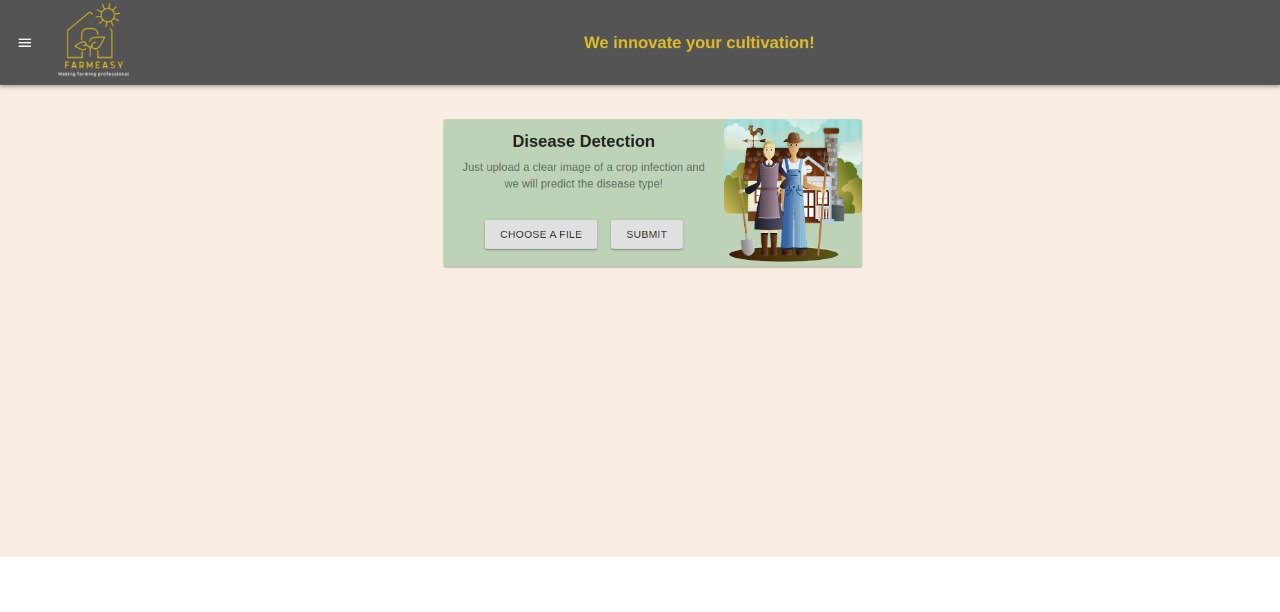 FARMEASY
Making farming professional
We innovate your cultivation!
Disease Detection
Just upload a clear image of a crop infection and
we will predict the disease type!
CHOOSE A FILE
SUBMIT